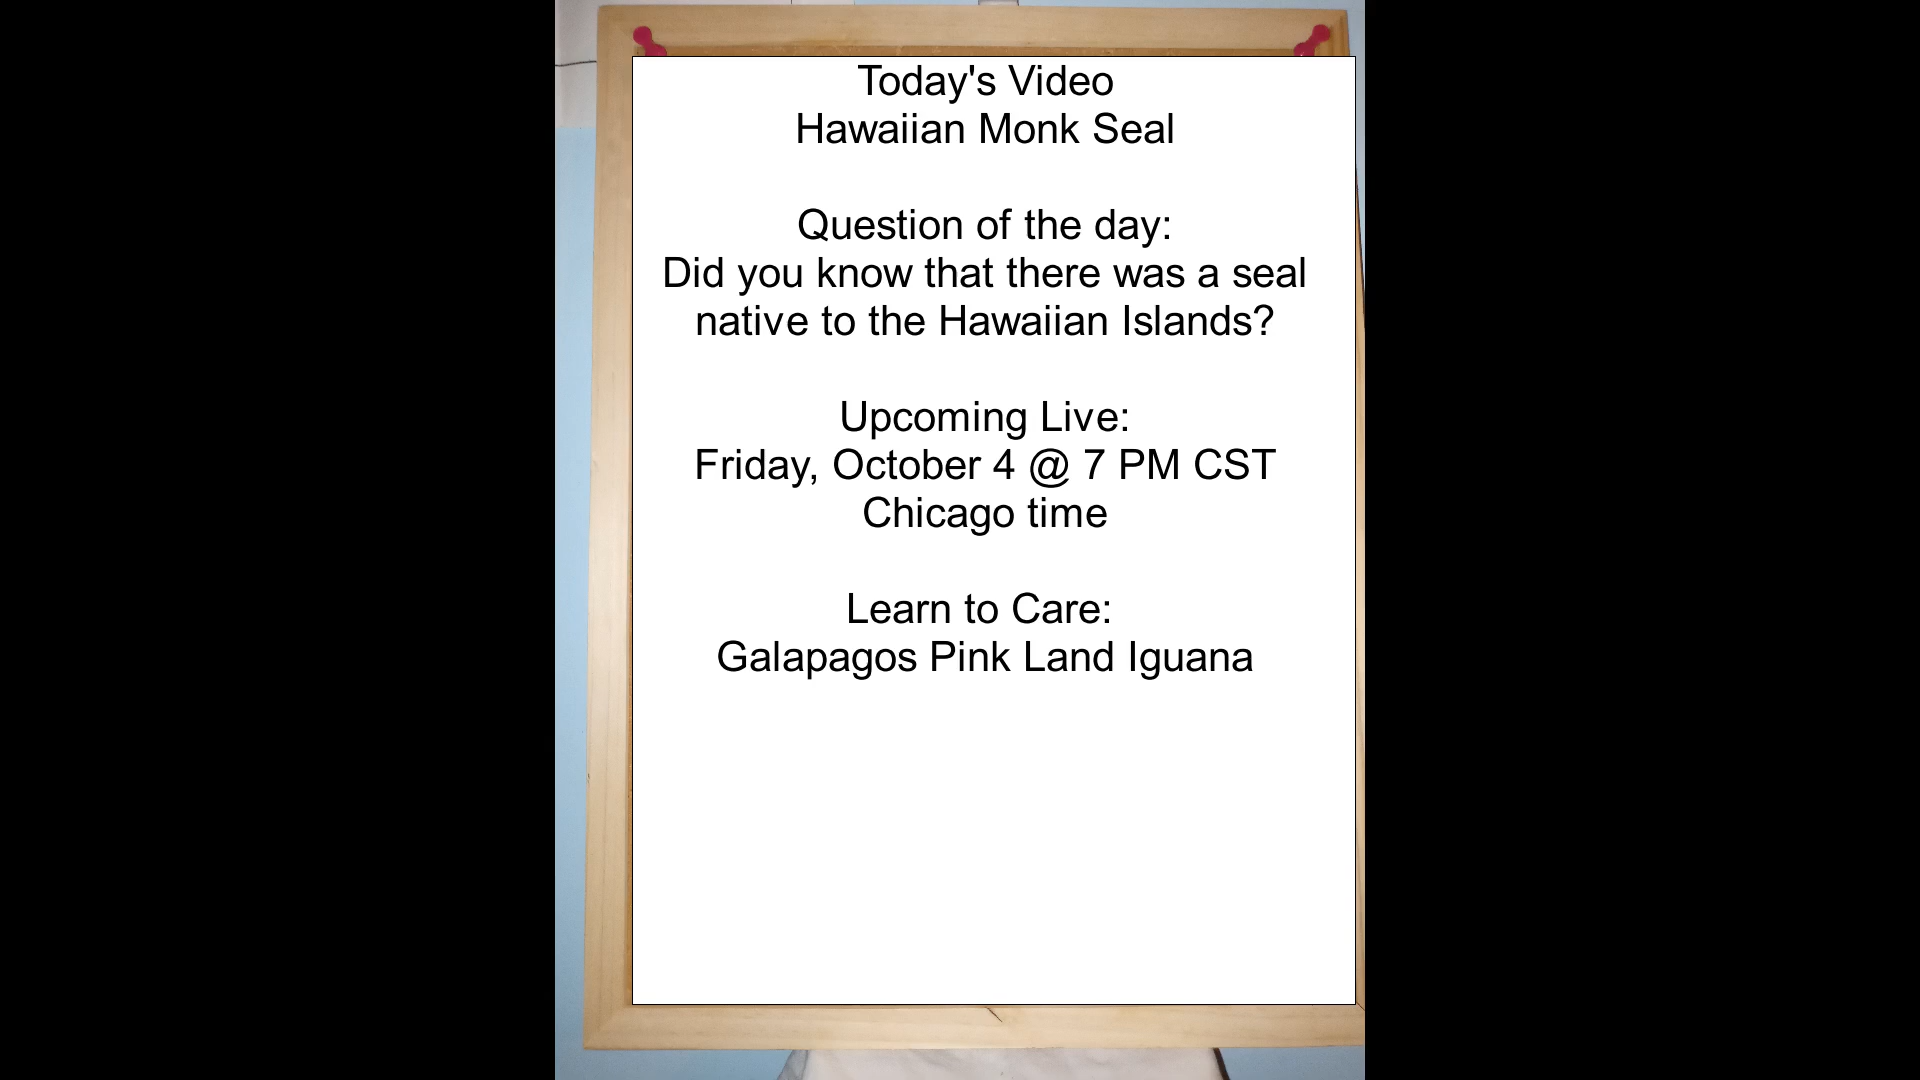 Today's Video
Hawaiian Monk Seal
Question of the day:
Did you know that there was a seal
native to the Hawaiian Islands?
Upcoming Live:
Friday, October 4 @ 7 PM CST
Chicago time
Learn to Care:
Galapagos Pink Land Iguana